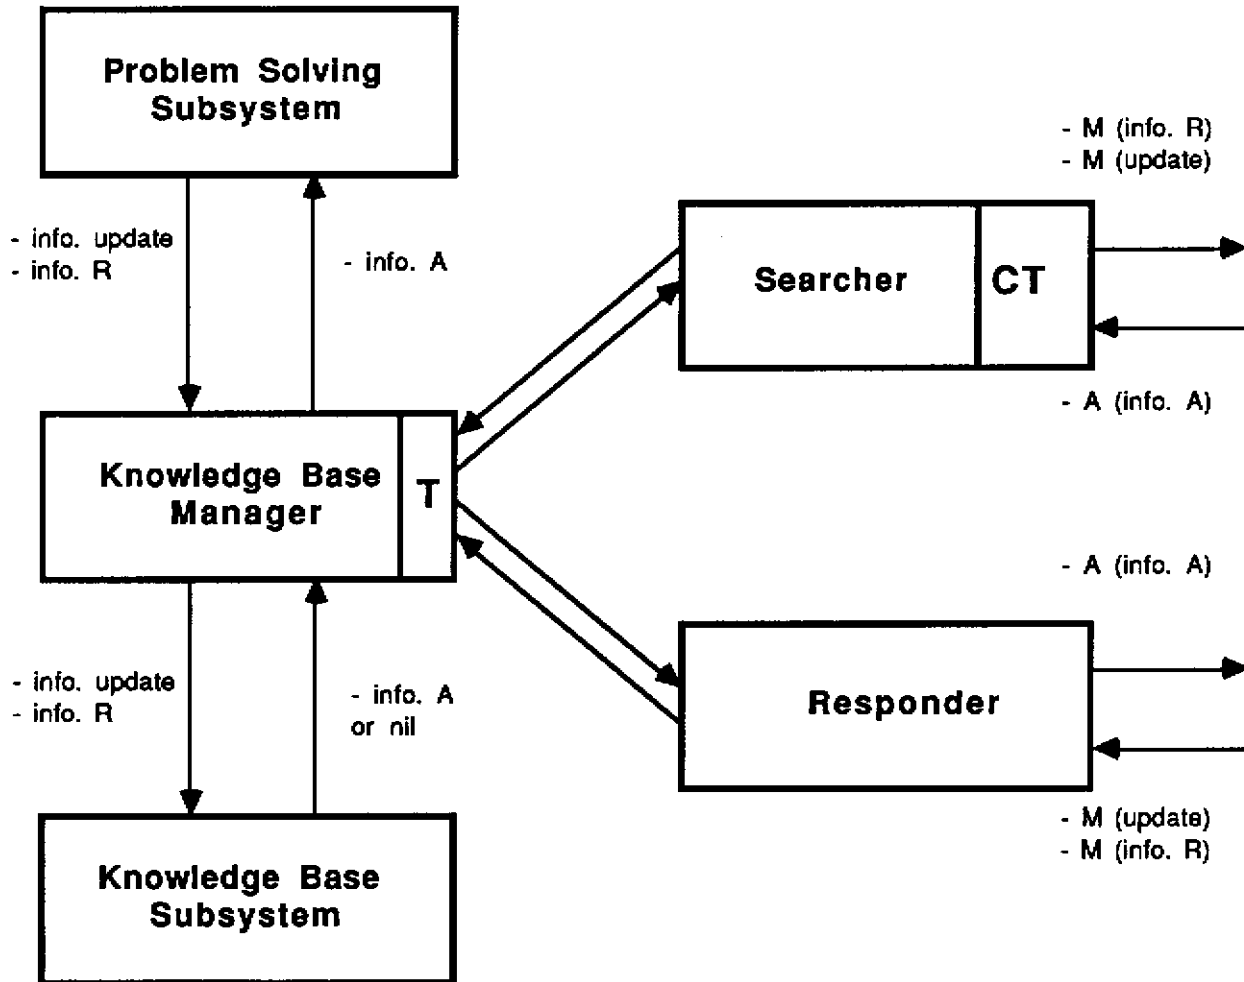 Problem Solving
Subsystem
- info. update
- info. R
- info. A
Knowledge Base
Manager
T
- info. update
- info. R
- info. A
or nil
Knowledge Base
Subsystem
- M (info. R)
- M (update)
Searcher
CT
- A (info. A)
- A (info. A)
Responder
- M (update)
- M (info. R)